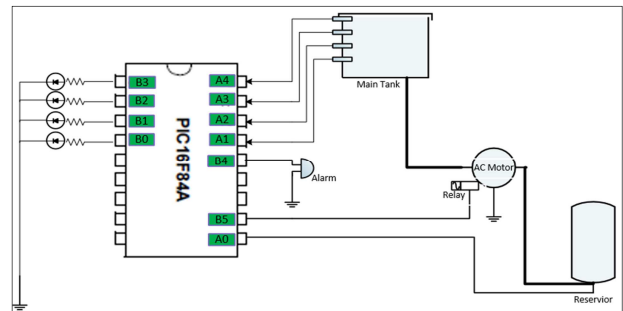 B3
B2
B1
B0
PIC16F84A
A4
A3
A2
A1
B4
B5
A0
Main Tank
Alarm
AC Motor
Relay
Reservior